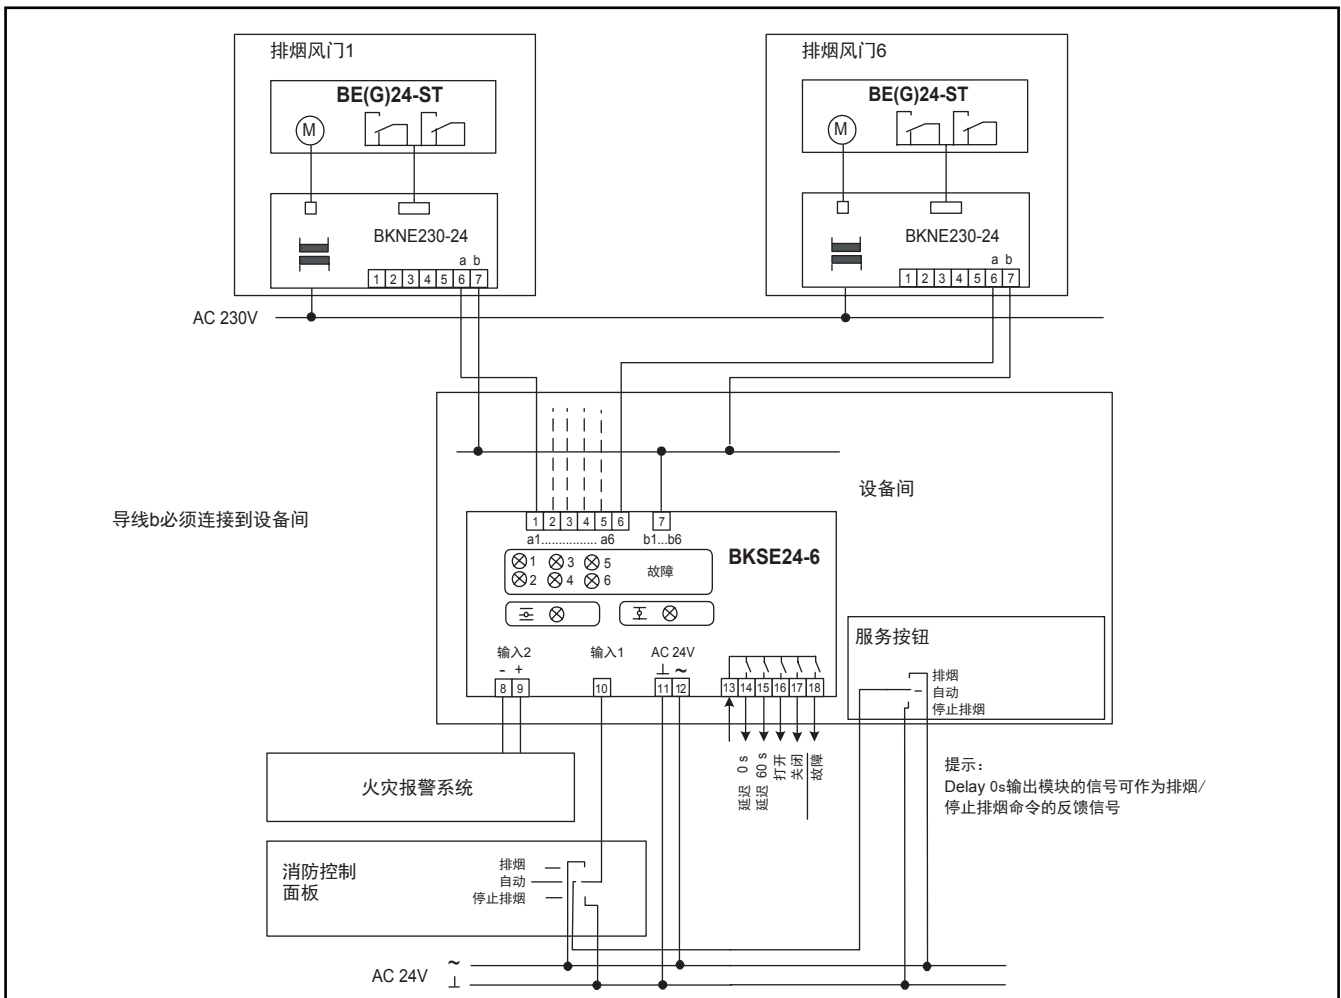 排烟风门1
排烟风门6
BE(G)24-ST
BE(G)24-ST
M
M
BKNE230-24
BKNE230-24
a b
a b
1 2 3 4 5 6 7
1 2 3 4 5 6 7
AC 230V
设备间
导线b必须连接到设备间
1 2 3 4 5 6 7
a1................ a6 b1...b6
BKSE24-6
1 3 5
故障
2 4 6
服务按钮
输入2 输入1 AC 24V
- + ⊥ ~
排烟
自动
停止排烟
8 9 10 11 12 13 14 15 16 17 18
延迟 0 s
延迟 60 s
打开
关闭
故障
火灾报警系统
提示：
Delay 0s输出模块的信号可作为排烟/
停止排烟命令的反馈信号
消防控制
面板
排烟
自动
停止排烟
AC 24V ~
⊥